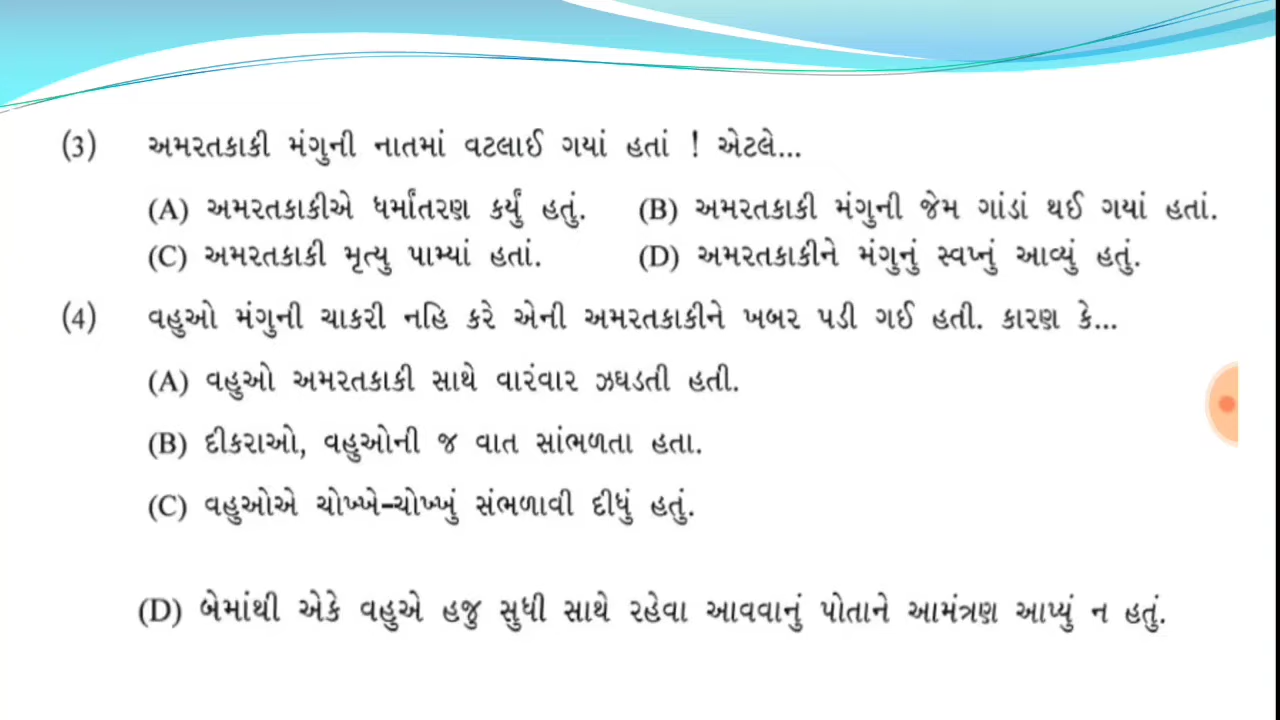 (3) અમરતકાકી મંગુની નાતમાં વટલાઈ ગયાં હતાં ! એટલે...
(A) અમરતકાકીએ ધર્માંતરણ કર્યું હતું. (B) અમરતકાકી મંગુની જેમ ગાંડાં થઈ ગયાં હતાં.
(C) અમરતકાકી મૃત્યુ પામ્યાં હતાં. (D) અમરતકાકીને મંગુનું સ્વપ્નું આવ્યું હતું.
(4) વહુઓ મંગુની ચાકરી નહિ કરે એની અમરતકાકીને ખબર પડી ગઈ હતી. કારણ કે...
(A) વહુઓ અમરતકાકી સાથે વારંવાર ઝઘડતી હતી.
(B) દીકરાઓ, વહુઓની જ વાત સાંભળતા હતા.
(C) વહુઓએ ચોખ્ખે-ચોખ્ખું સંભળાવી દીધું હતું.
(D) બેમાંથી એકે વહુએ હજુ સુધી સાથે રહેવા આવવાનું પોતાને આમંત્રણ આપ્યું ન હતું.